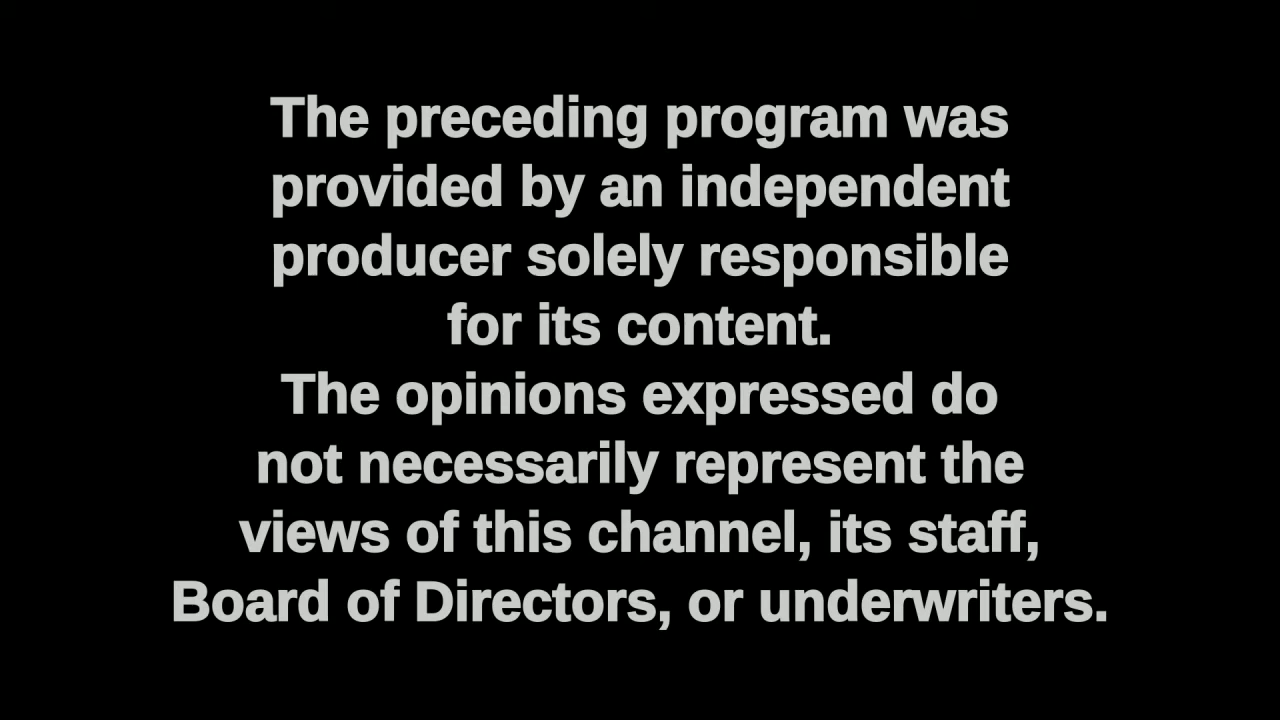 The preceding program was
provided by an independent
producer solely responsible
for its content.
The opinions expressed do
not necessarily represent the
views of this channel, its staff,
Board of Directors, or underwriters.